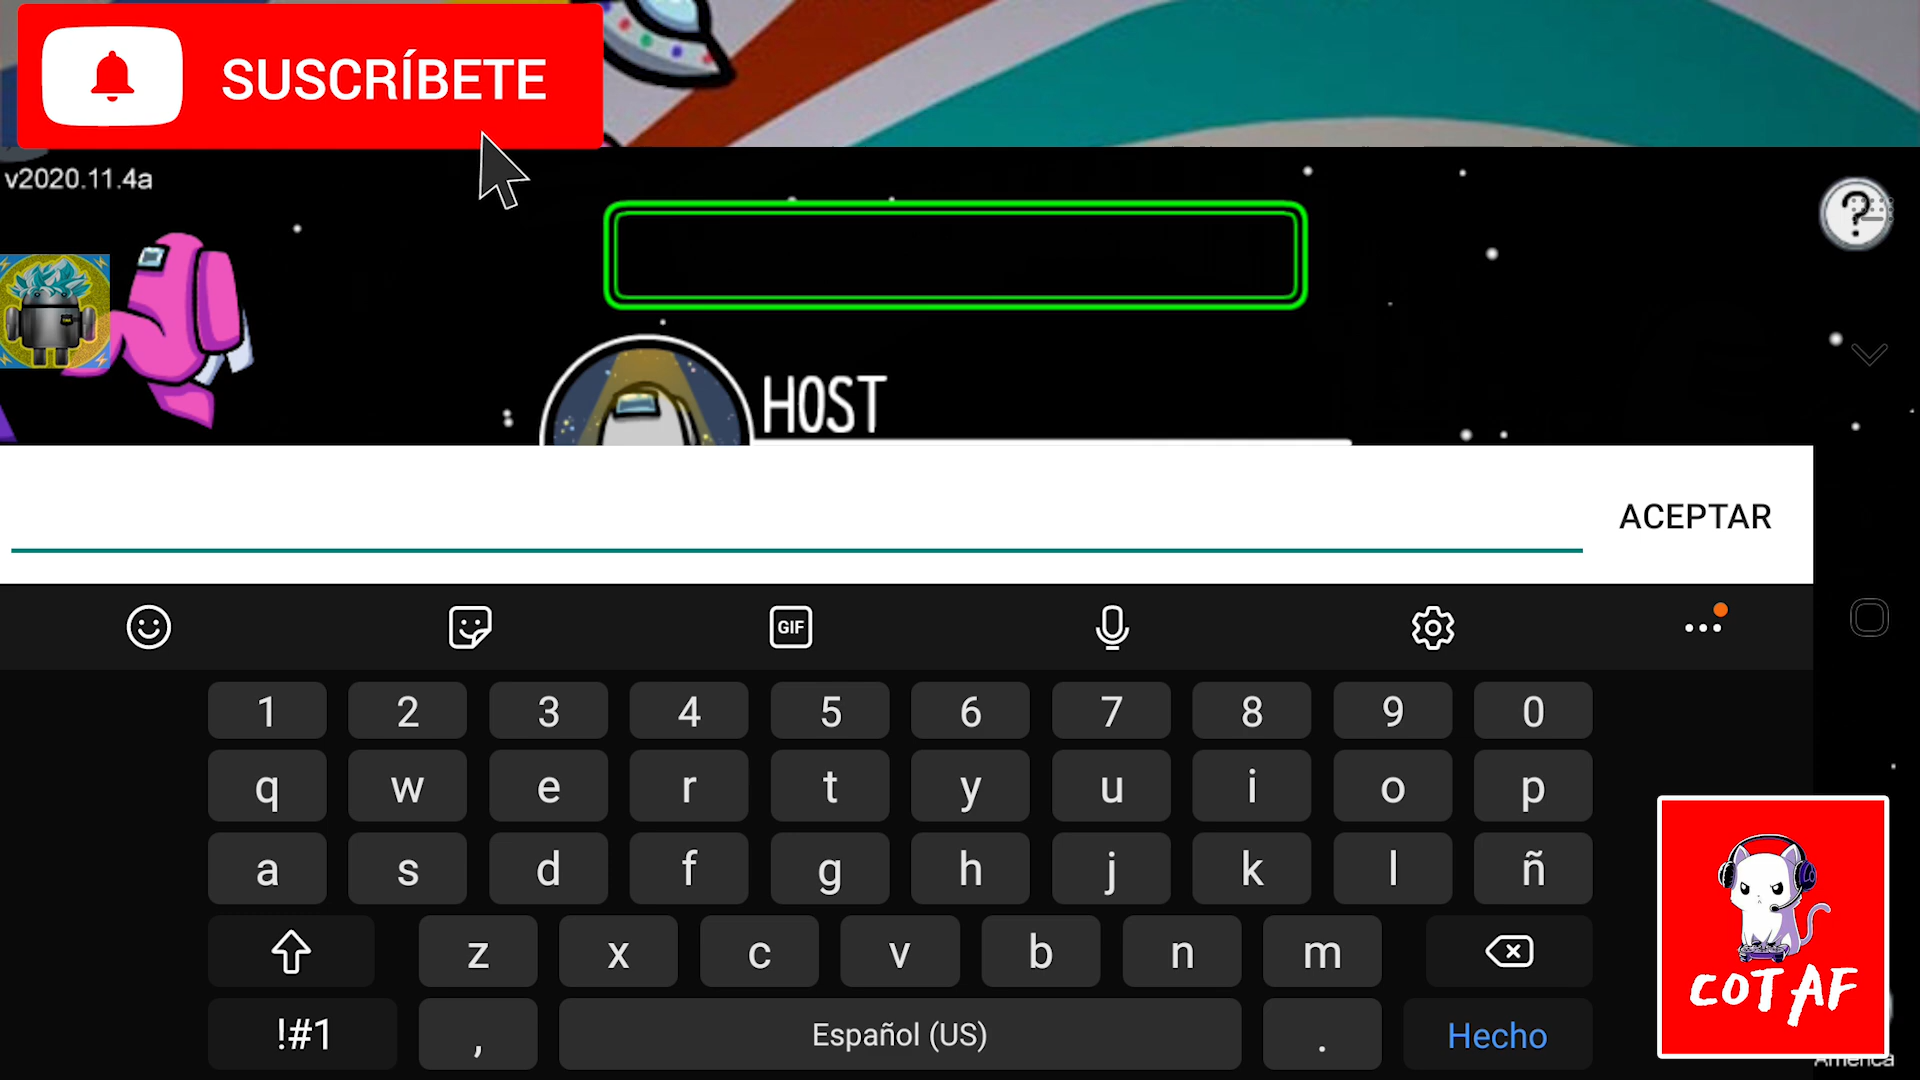 SUSCRÍBETE
v2020.11.4a
?
HOST
ACEPTAR
GIF
1 2 3 4 5 6 7 8 9 0
q w e r t y u i o p
a s d f g h j k l ñ
z x c v b n m
!#1 , Español (US) . Hecho
COTAF
America